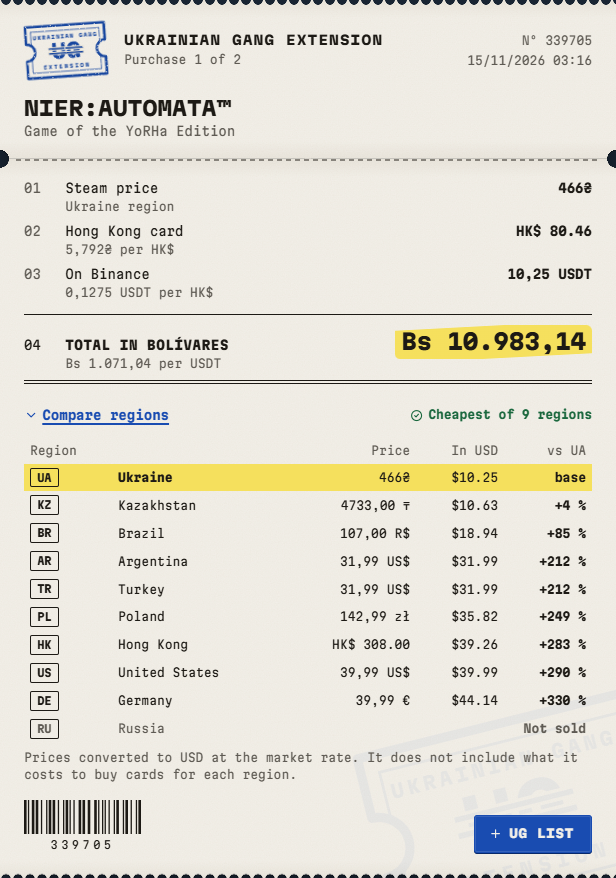 UKRAINIAN GANG
UG
EXTENSION
UKRAINIAN GANG EXTENSION
Purchase 1 of 2
N° 339705
15/11/2026 03:16
NIER:AUTOMATA™
Game of the YoRHa Edition
01 Steam price 466₴
Ukraine region
02 Hong Kong card HK$ 80.46
5,792₴ per HK$
03 On Binance 10,25 USDT
0,1275 USDT per HK$
04 TOTAL IN BOLÍVARES Bs 10.983,14
Bs 1.071,04 per USDT
Compare regions Cheapest of 9 regions
Region Price In USD vs UA
UA Ukraine 466₴ $10.25 base
KZ Kazakhstan 4733,00 ₸ $10.63 +4 %
BR Brazil 107,00 R$ $18.94 +85 %
AR Argentina 31,99 US$ $31.99 +212 %
TR Turkey 31,99 US$ $31.99 +212 %
PL Poland 142,99 zł $35.82 +249 %
HK Hong Kong HK$ 308.00 $39.26 +283 %
US United States 39,99 US$ $39.99 +290 %
DE Germany 39,99 € $44.14 +330 %
RU Russia Not sold
Prices converted to USD at the market rate. It does not include what it
costs to buy cards for each region.
UKRAINIAN GANG
339705
+ UG LIST